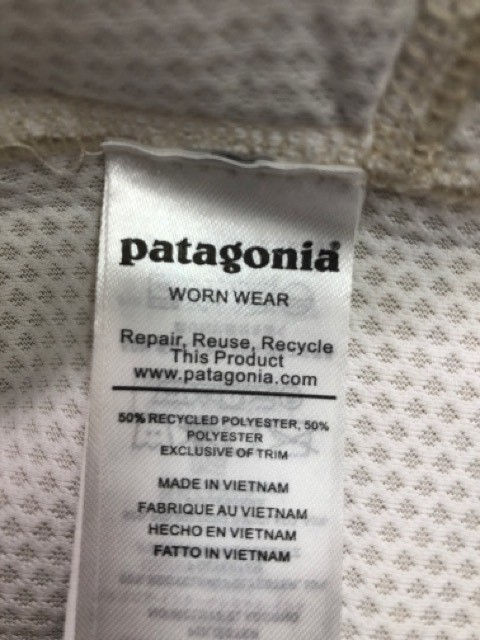 patagonia®
WORN WEAR
Repair, Reuse, Recycle
This Product
www.patagonia.com
50% RECYCLED POLYESTER, 50%
POLYESTER
EXCLUSIVE OF TRIM
MADE IN VIETNAM
FABRIQUE AU VIETNAM
HECHO EN VIETNAM
FATTO IN VIETNAM